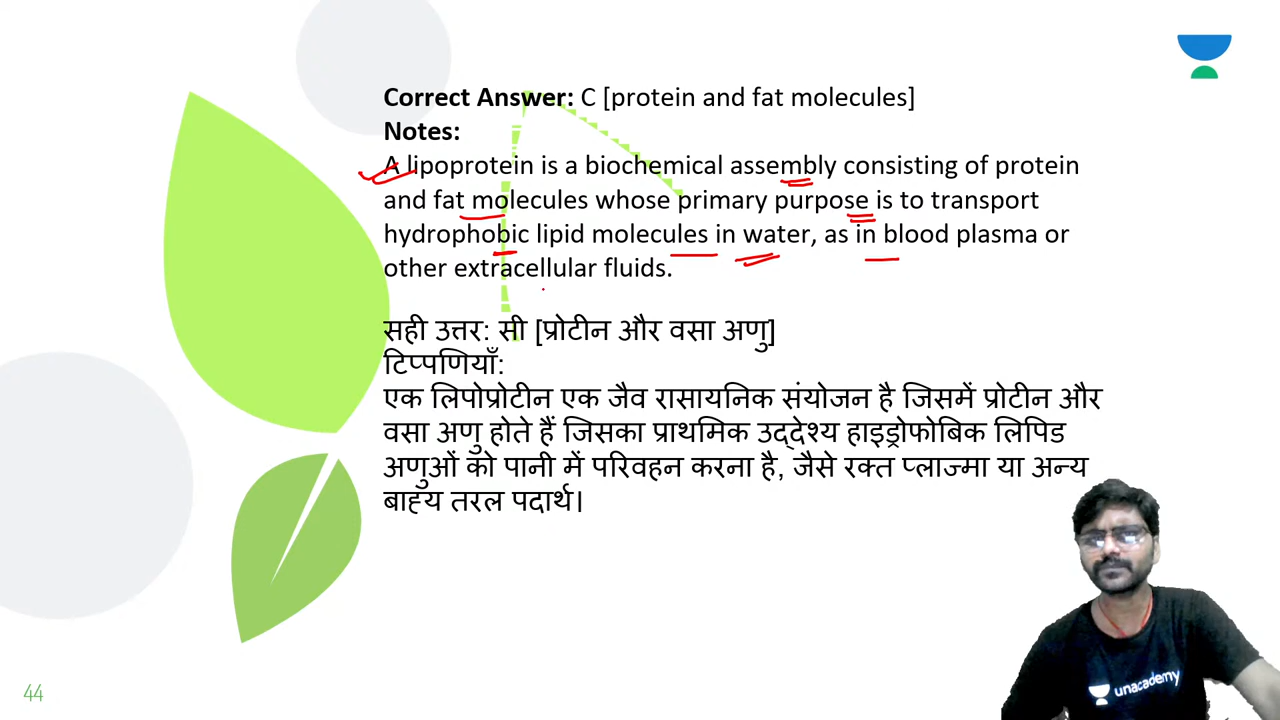 Correct Answer: C [protein and fat molecules]
Notes:
A lipoprotein is a biochemical assembly consisting of protein
and fat molecules whose primary purpose is to transport
hydrophobic lipid molecules in water, as in blood plasma or
other extracellular fluids.
सही उत्तर: सी [प्रोटीन और वसा अणु]
टिप्पणियाँ:
एक लिपोप्रोटीन एक जैव रासायनिक संयोजन है जिसमें प्रोटीन और
वसा अणु होते हैं जिसका प्राथमिक उद्देश्य हाइड्रोफोबिक लिपिड
अणुओं को पानी में परिवहन करना है, जैसे रक्त प्लाज्मा या अन्य
बाह्य तरल पदार्थ।
unacademy
44